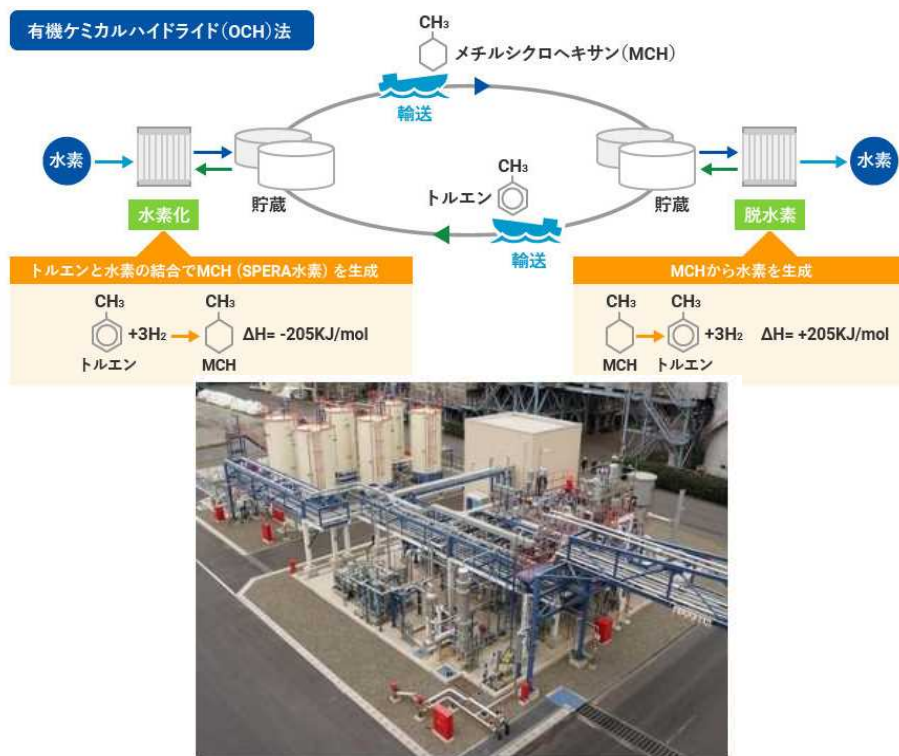 有機ケミカルハイドライド(OCH)法
CH₃
メチルシクロヘキサン(MCH)
輸送
水素
水素
CH₃
トルエン
貯蔵
貯蔵
水素化
脱水素
輸送
トルエンと水素の結合でMCH(SPERA水素)を生成
CH₃
CH₃
+3H₂
ΔH= -205KJ/mol
トルエン
MCH
MCHから水素を生成
CH₃
CH₃
+3H₂
ΔH= +205KJ/mol
MCH
トルエン